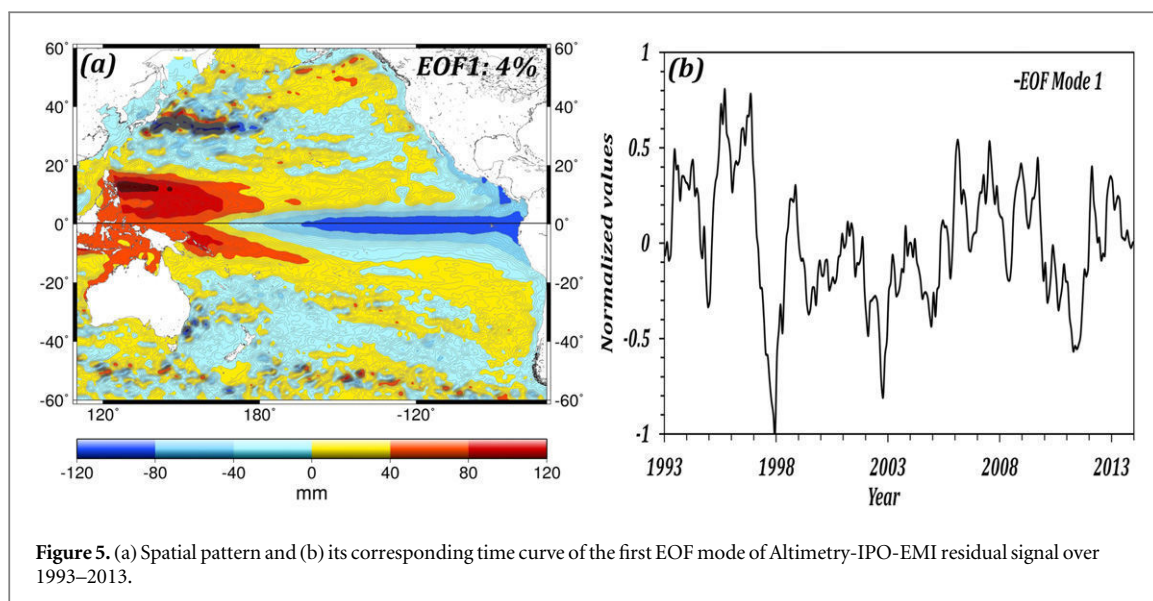 (a)
EOF1: 4%
60° 60°
40° 40°
20° 20°
0° 0°
-20° -20°
-40° -40°
-60° -60°
120° 180° -120°
-120 -80 -40 0 40 80 120
mm
(b)
-EOF Mode 1
Normalized values
1
0.5
0
-0.5
-1
1993 1998 2003 2008 2013
Year
Figure 5. (a) Spatial pattern and (b) its corresponding time curve of the first EOF mode of Altimetry-IPO-EMI residual signal over
1993–2013.